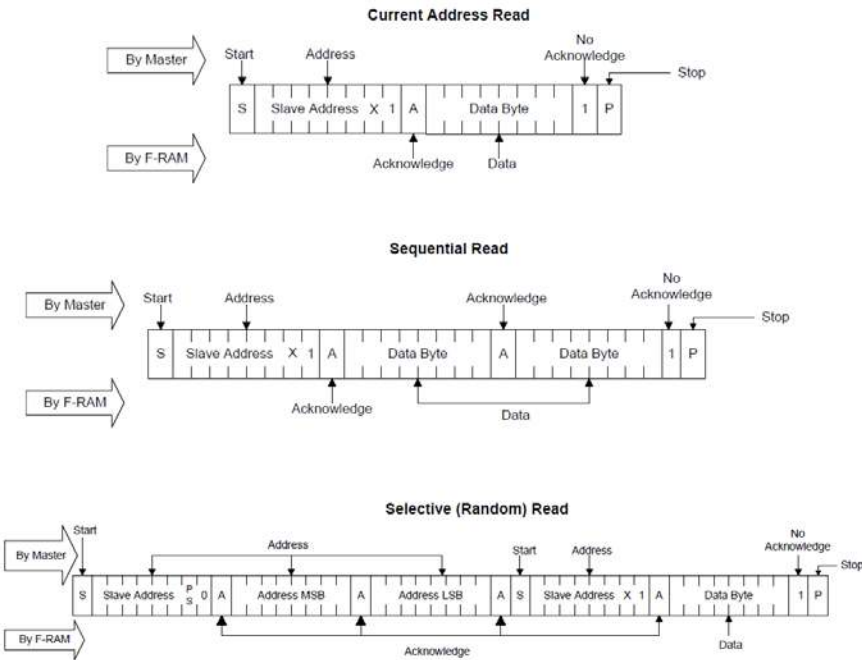 Current Address Read
By Master
Start
Address
No
Acknowledge
Stop
S Slave Address X 1 A Data Byte 1 P
By F-RAM
Acknowledge
Data
Sequential Read
By Master
Start
Address
Acknowledge
No
Acknowledge
Stop
S Slave Address X 1 A Data Byte A Data Byte 1 P
By F-RAM
Acknowledge
Data
Selective (Random) Read
By Master
Start
Address
Start
Address
No
Acknowledge
Stop
S Slave Address PS 0 A Address MSB A Address LSB A S Slave Address X 1 A Data Byte 1 P
By F-RAM
Acknowledge
Data